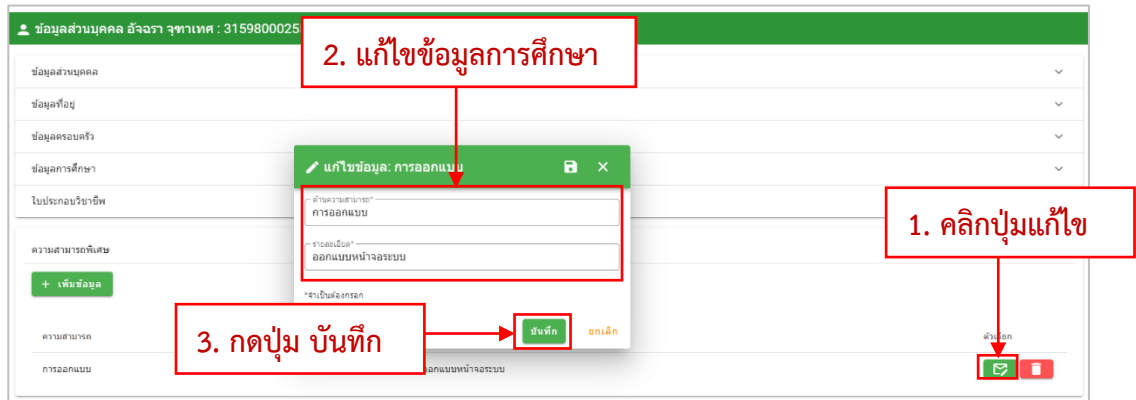 ข้อมูลส่วนบุคคล อัจฉรา จุฑาเทศ : 315980002
2. แก้ไขข้อมูลการศึกษา
ข้อมูลส่วนบุคคล
ข้อมูลที่อยู่
ข้อมูลครอบครัว
ข้อมูลการศึกษา
ใบประกอบวิชาชีพ
แก้ไขข้อมูล: การออกแบบ
ด้านความสามารถ*
การออกแบบ
รายละเอียด*
ออกแบบหน้าจอระบบ
*จำเป็นต้องกรอก
บันทึก
ยกเลิก
1. คลิกปุ่มแก้ไข
ความสามารถพิเศษ
+ เพิ่มข้อมูล
3. กดปุ่ม บันทึก
ความสามารถ
ตัวเลือก
การออกแบบ
ออกแบบหน้าจอระบบ